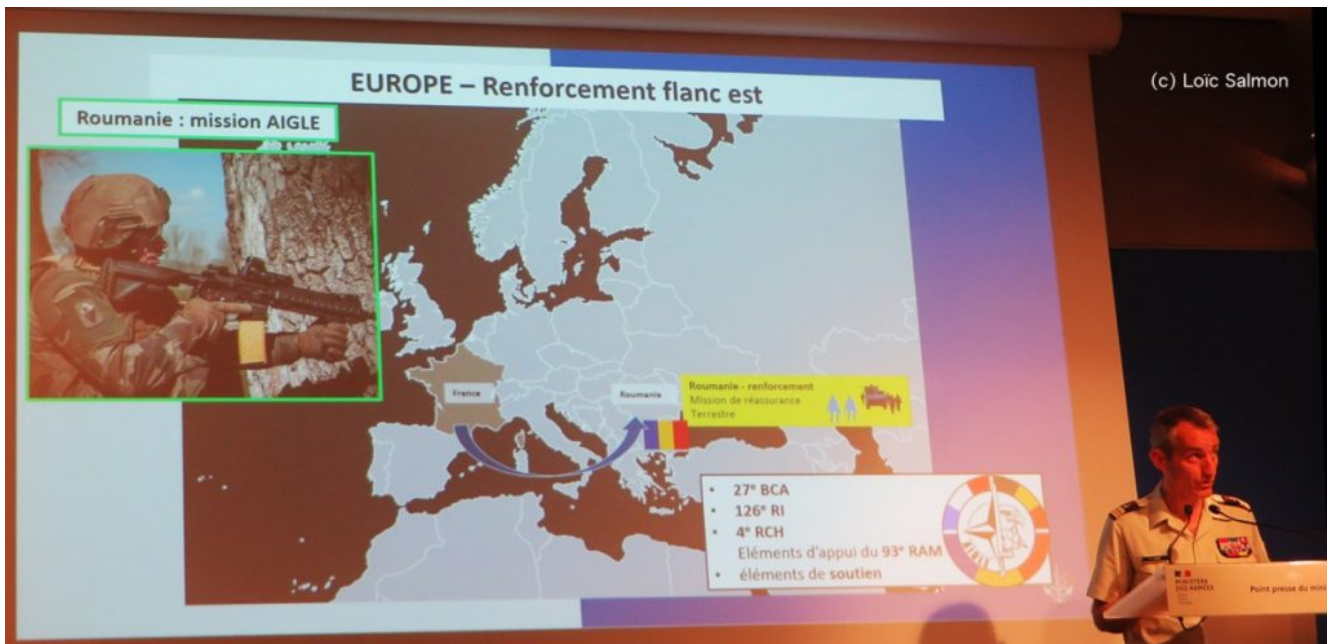 EUROPE – Renforcement flanc est
(c) Loïc Salmon
Roumanie : mission AIGLE
France
Roumanie
Roumanie - renforcement
Mission de réassurance
Terrestre
• 27e BCA
• 126e RI
• 4e RCH
Eléments d'appui du 93e RAM
• éléments de soutien
AIGLE
MINISTÈRE
DES ARMÉES
Point presse du mini